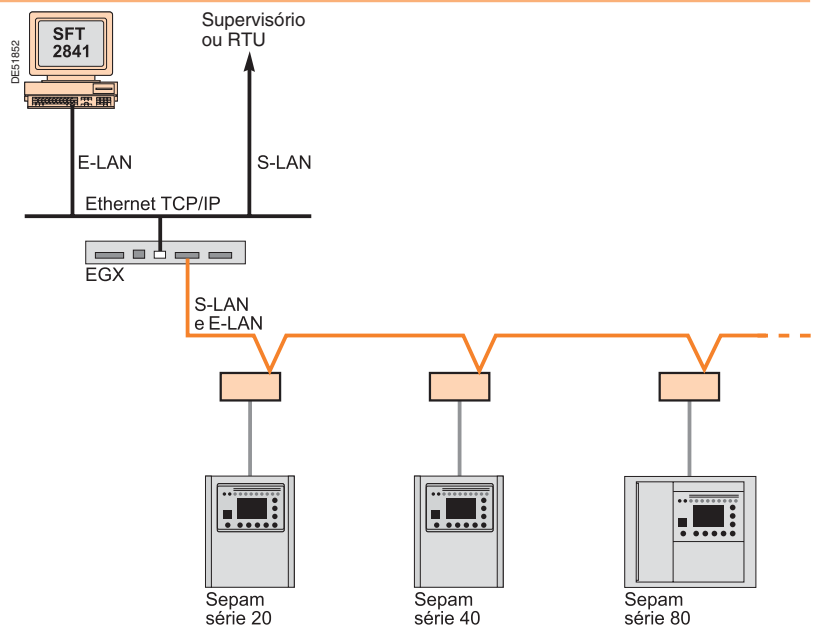 DE51852
SFT
2841
Supervisório
ou RTU
E-LAN
S-LAN
Ethernet TCP/IP
EGX
S-LAN
e E-LAN
Sepam
série 20
Sepam
série 40
Sepam
série 80